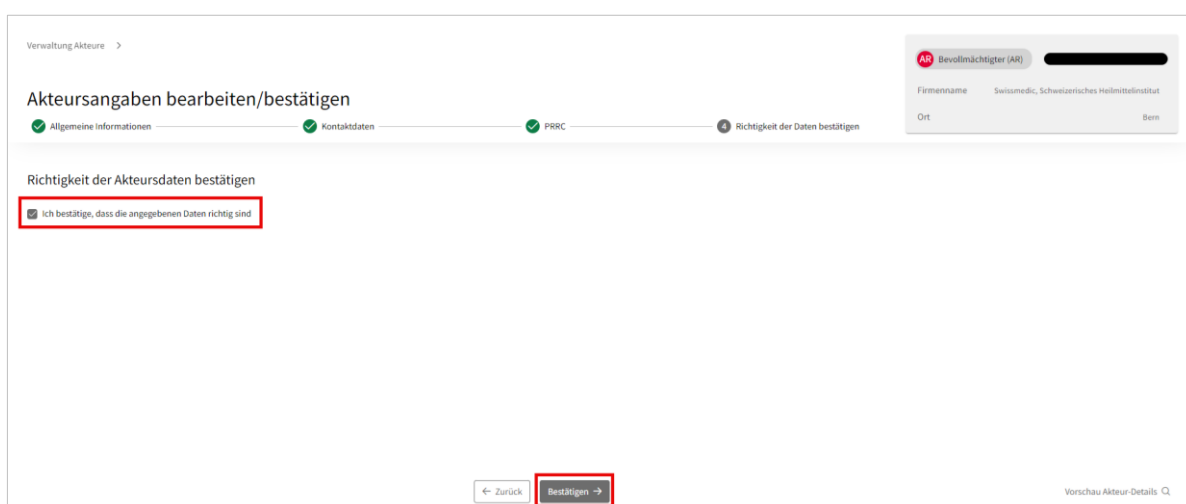 Verwaltung Akteure >
AR Bevollmächtigter (AR)
Akteursangaben bearbeiten/bestätigen
Firmenname Swissmedic, Schweizerisches Heilmittelinstitut
Ort Bern
Allgemeine Informationen Kontaktdaten PRRC 4 Richtigkeit der Daten bestätigen
Richtigkeit der Akteursdaten bestätigen
Ich bestätige, dass die angegebenen Daten richtig sind
← Zurück Bestätigen → Vorschau Akteur-Details